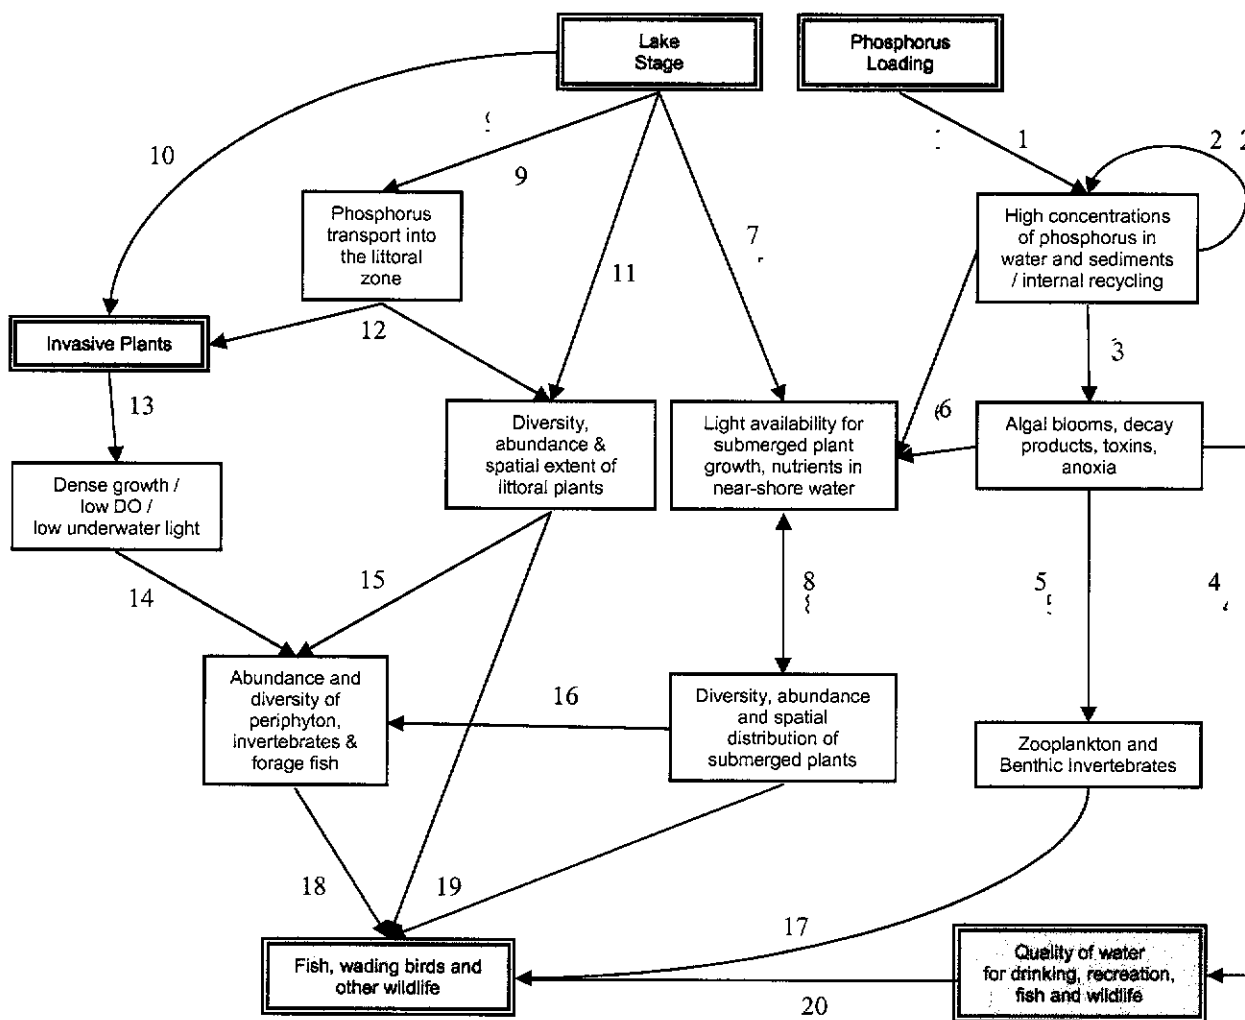 Lake
Stage
Phosphorus
Loading
10
9
1
2
2
Phosphorus
transport into
the littoral
zone
7
11
High concentrations
of phosphorus in
water and sediments
/ internal recycling
Invasive Plants
12
3
13
Diversity,
abundance &
spatial extent of
littoral plants
Light availability for
submerged plant
growth, nutrients in
near-shore water
6
Algal blooms, decay
products, toxins,
anoxia
Dense growth /
low DO /
low underwater light
14
15
8
5
4
Abundance and
diversity of
periphyton,
invertebrates &
forage fish
16
Diversity, abundance
and spatial
distribution of
submerged plants
Zooplankton and
Benthic Invertebrates
18
19
17
Fish, wading birds and
other wildlife
20
Quality of water
for drinking, recreation,
fish and wildlife